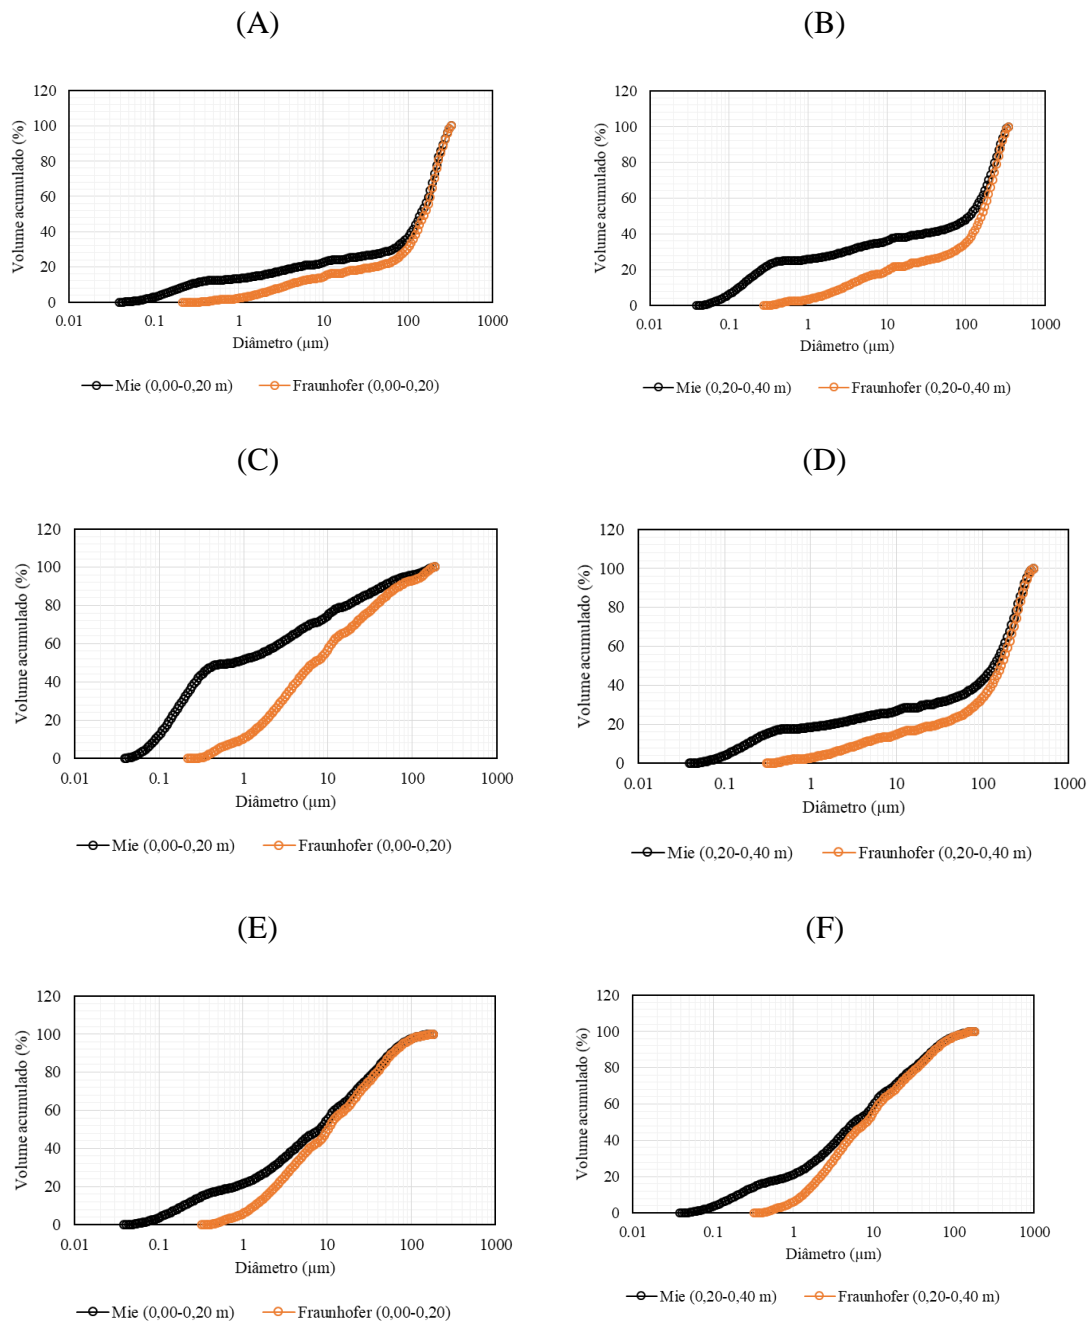 (A)
(B)
120
100
80
60
40
20
0
0.01 0.1 1 10 100 1000
Volume acumulado (%)
Diâmetro (µm)
Mie (0,00-0,20 m) Fraunhofer (0,00-0,20)
120
100
80
60
40
20
0
0.01 0.1 1 10 100 1000
Volume acumulado (%)
Diâmetro (µm)
Mie (0,20-0,40 m) Fraunhofer (0,20-0,40 m)
(C)
(D)
120
100
80
60
40
20
0
0.01 0.1 1 10 100 1000
Volume acumulado (%)
Diâmetro (µm)
Mie (0,00-0,20 m) Fraunhofer (0,00-0,20)
120
100
80
60
40
20
0
0.01 0.1 1 10 100 1000
Volume acumulado (%)
Diâmetro (µm)
Mie (0,20-0,40 m) Fraunhofer (0,20-0,40 m)
(E)
(F)
120
100
80
60
40
20
0
0.01 0.1 1 10 100 1000
Volume acumulado (%)
Diâmetro (µm)
Mie (0,00-0,20 m) Fraunhofer (0,00-0,20)
120
100
80
60
40
20
0
0.01 0.1 1 10 100 1000
Volume acumulado (%)
Diâmetro (µm)
Mie (0,20-0,40 m) Fraunhofer (0,20-0,40 m)